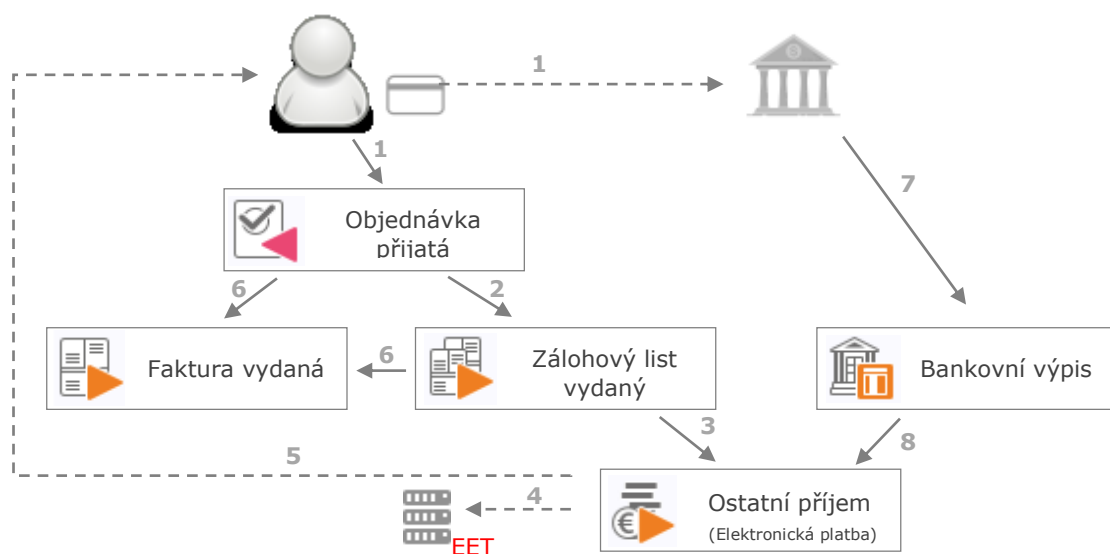 1
1
7
Objednávka
přijatá
6
2
Faktura vydaná
6
Zálohový list
vydaný
Bankovní výpis
3
8
5
4
EET
Ostatní příjem
(Elektronická platba)